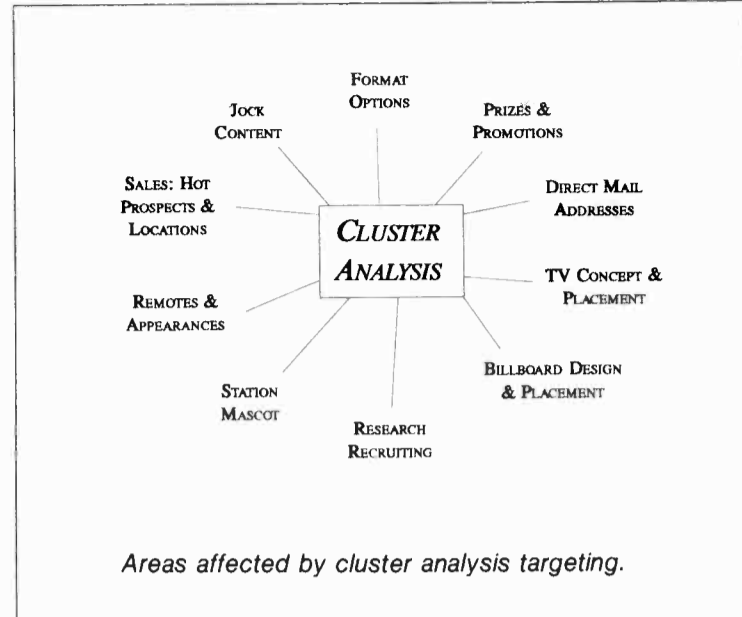 FORMAT
OPTIONS
JOCK
CONTENT
PRIZES &
PROMOTIONS
SALES: HOT
PROSPECTS &
LOCATIONS
DIRECT MAIL
ADDRESSES
CLUSTER
ANALYSIS
TV CONCEPT &
PLACEMENT
REMOTES &
APPEARANCES
BILLBOARD DESIGN
& PLACEMENT
STATION
MASCOT
RESEARCH
RECRUITING
Areas affected by cluster analysis targeting.